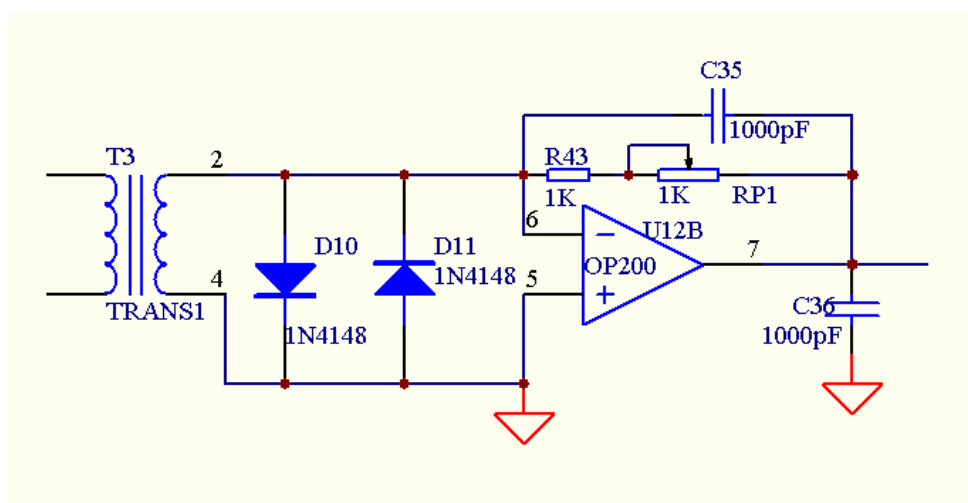 C35
1000pF
T3
2
R43
1K
1K
RP1
6
U12B
D10
D11
7
OP200
4
1N4148
5
TRANS1
C36
1N4148
1000pF